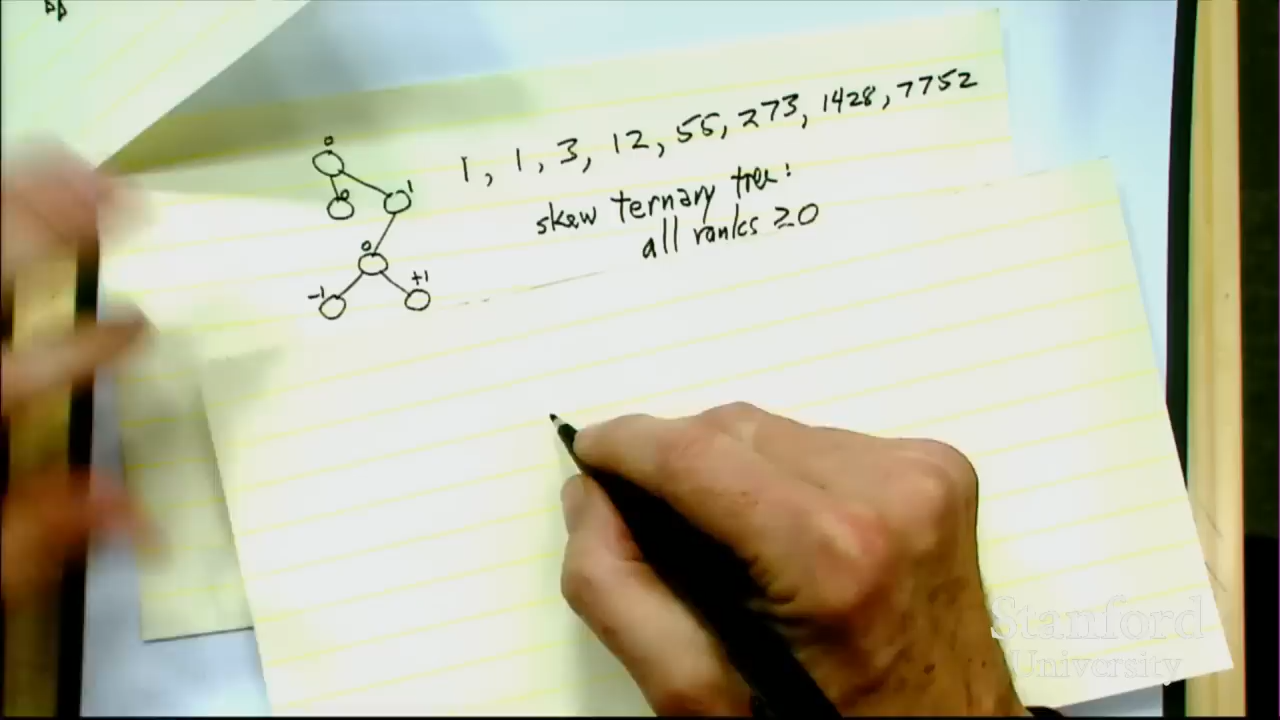 1, 1, 3, 12, 55, 273, 1428, 7752
skew ternary tree:
all ranks ≥0
0
0
1
0
-1
+1
Stanford
University